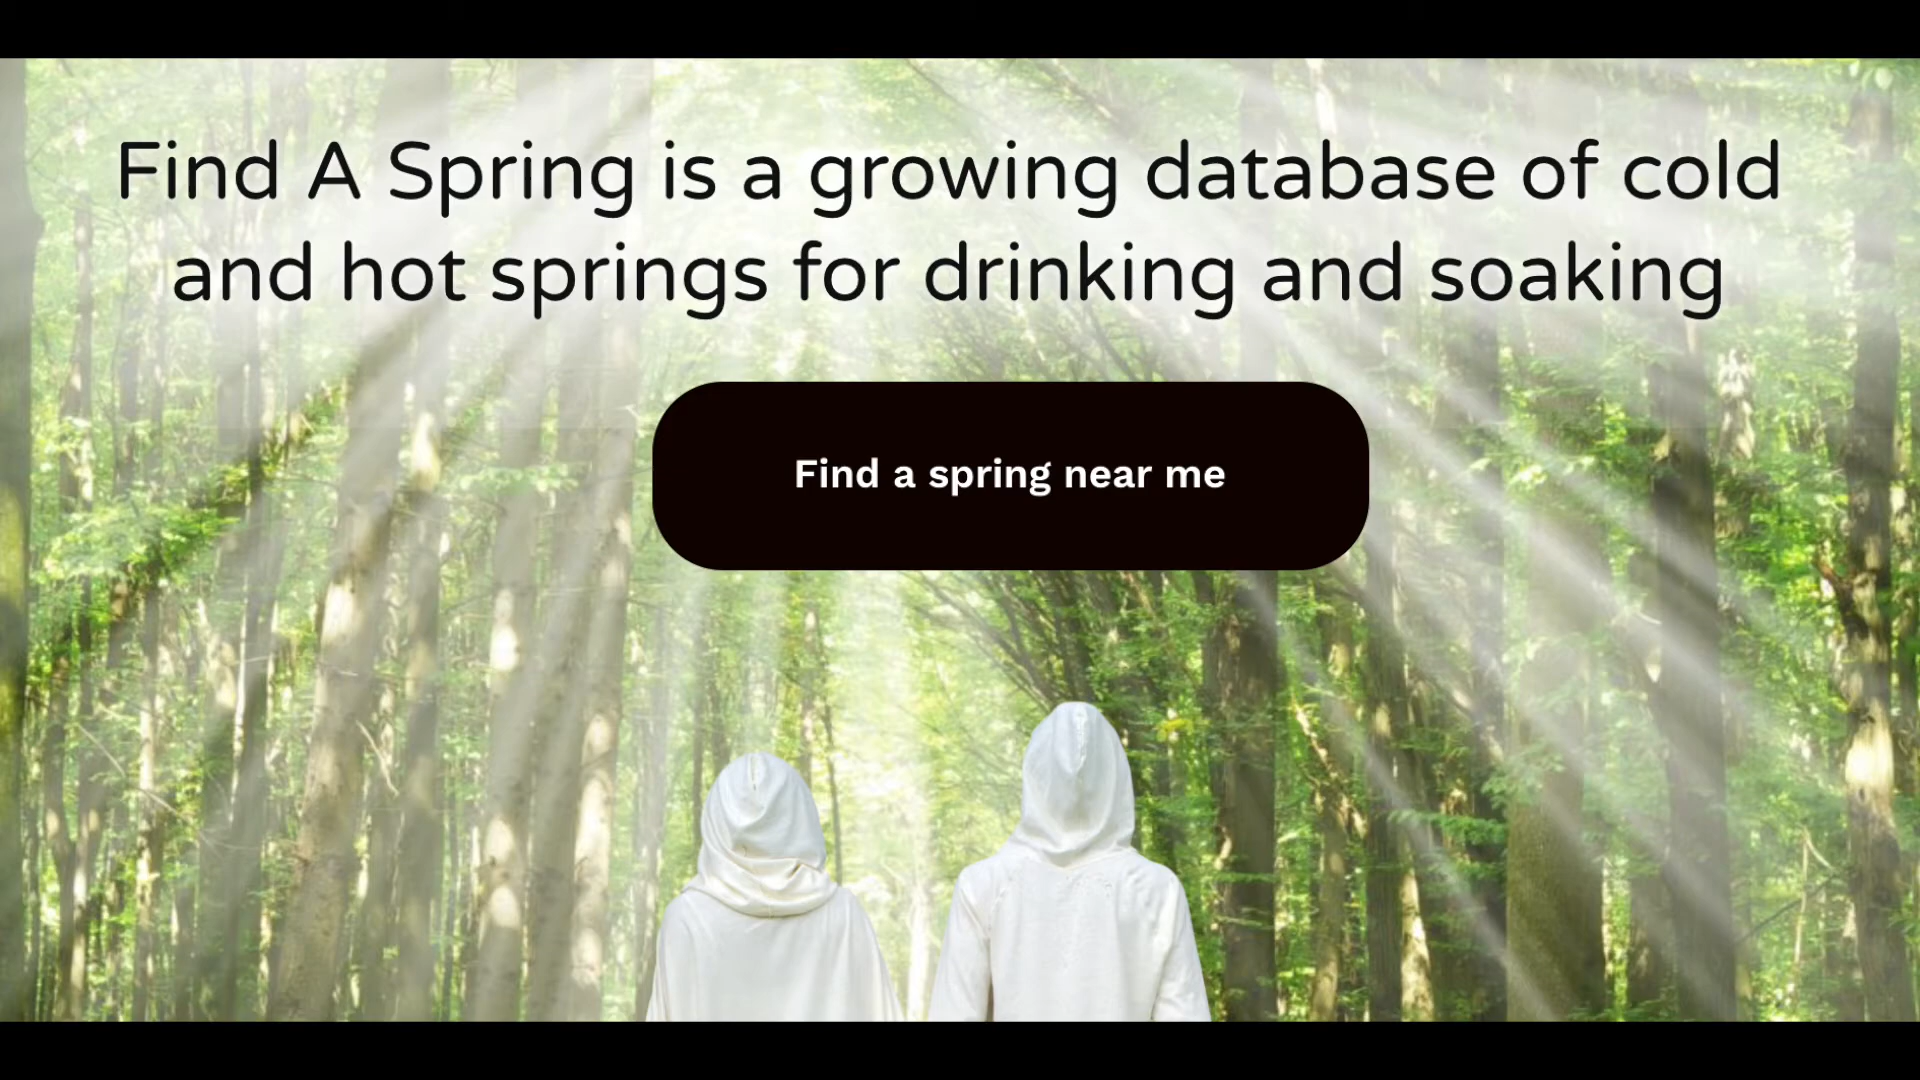 Find A Spring is a growing database of cold
and hot springs for drinking and soaking
Find a spring near me